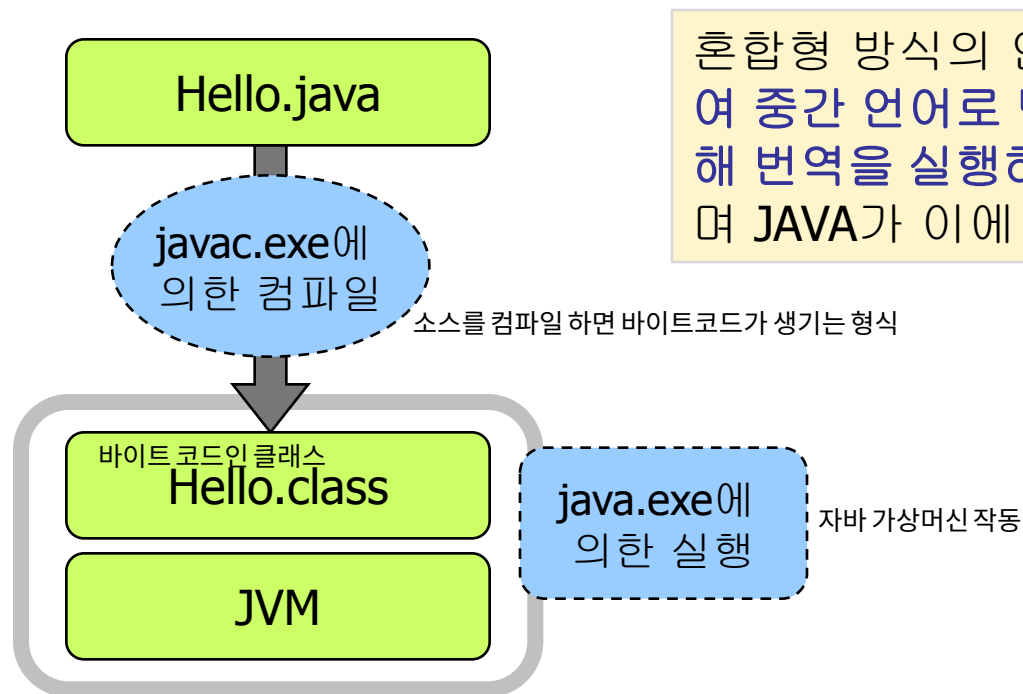 Hello.java
혼합형 방식의
여 중간 언어로
해 번역을 실행하
며 JAVA가 이에
javac.exe에
의한 컴파일
소스를 컴파일 하면 바이트코드가 생기는 형식
바이트 코드인 클래스
Hello.class
java.exe에
의한 실행
자바 가상머신 작동
JVM